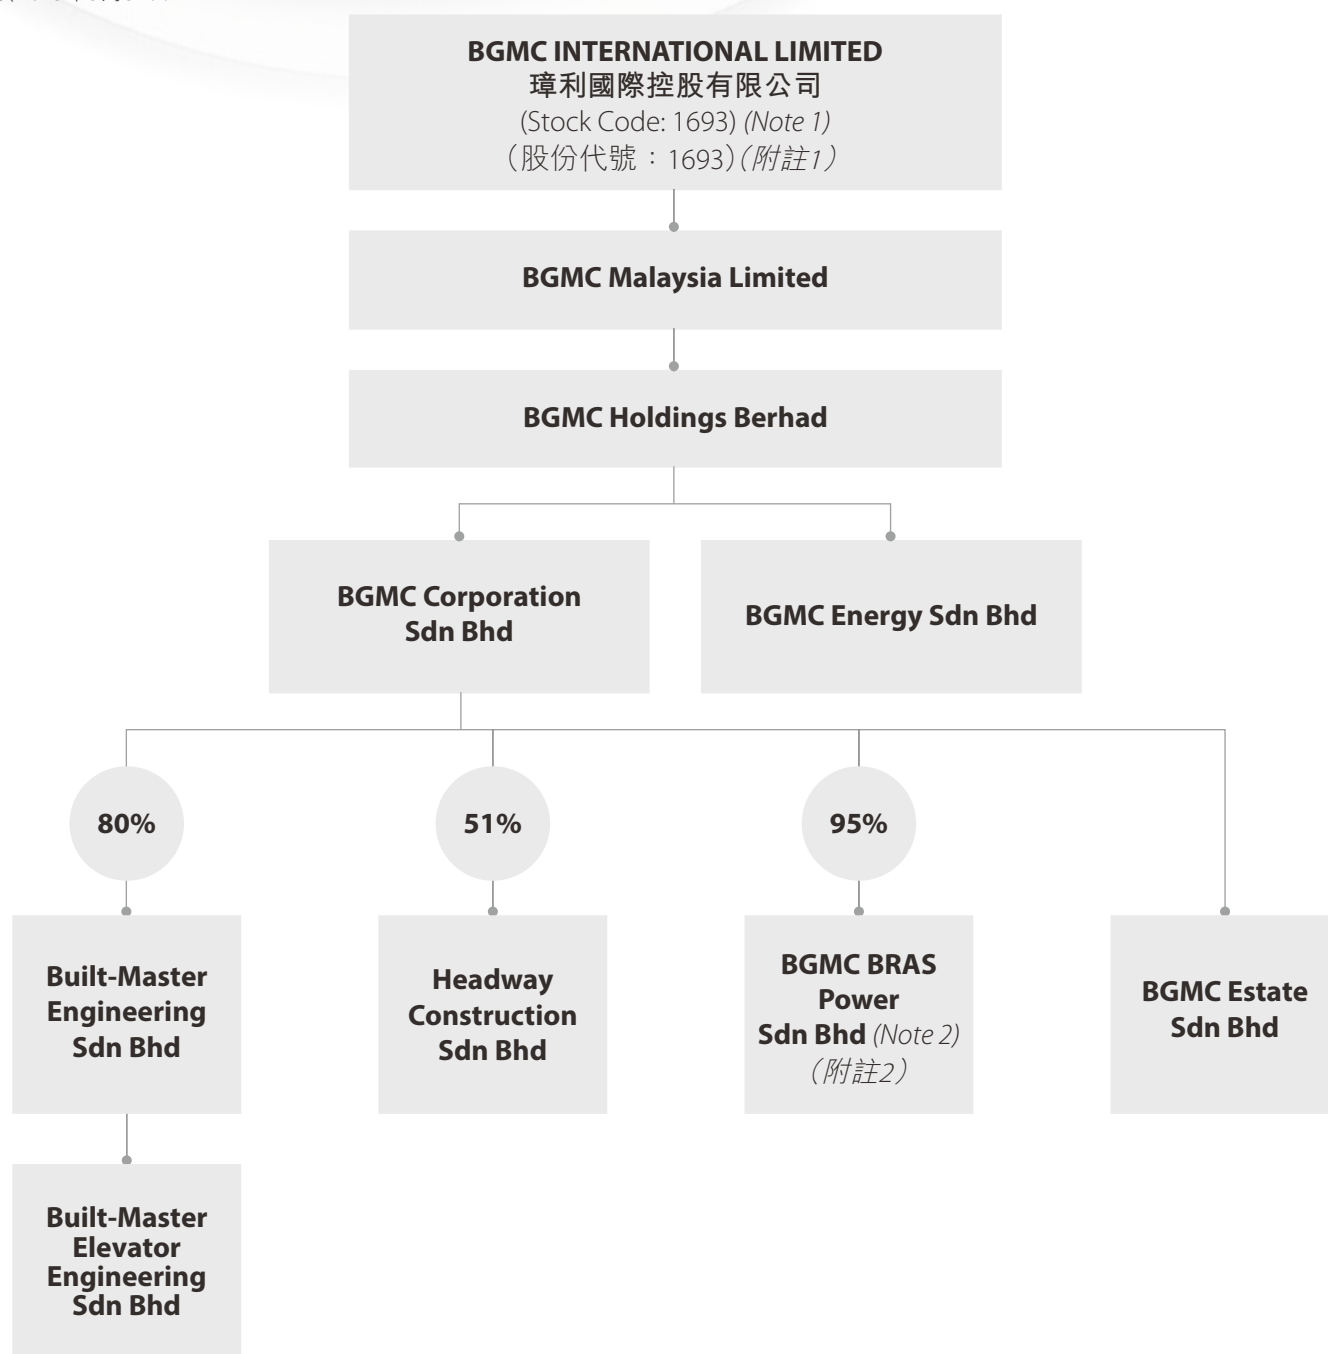 BGMC INTERNATIONAL LIMITED
璋利國際控股有限公司
(Stock Code: 1693) (Note 1)
（股份代號：1693）（附註1）
BGMC Malaysia Limited
BGMC Holdings Berhad
BGMC Corporation
Sdn Bhd
BGMC Energy Sdn Bhd
80%
51%
95%
Built-Master
Engineering
Sdn Bhd
Headway
Construction
Sdn Bhd
BGMC BRAS
Power
Sdn Bhd (Note 2)
（附註2）
BGMC Estate
Sdn Bhd
Built-Master
Elevator
Engineering
Sdn Bhd